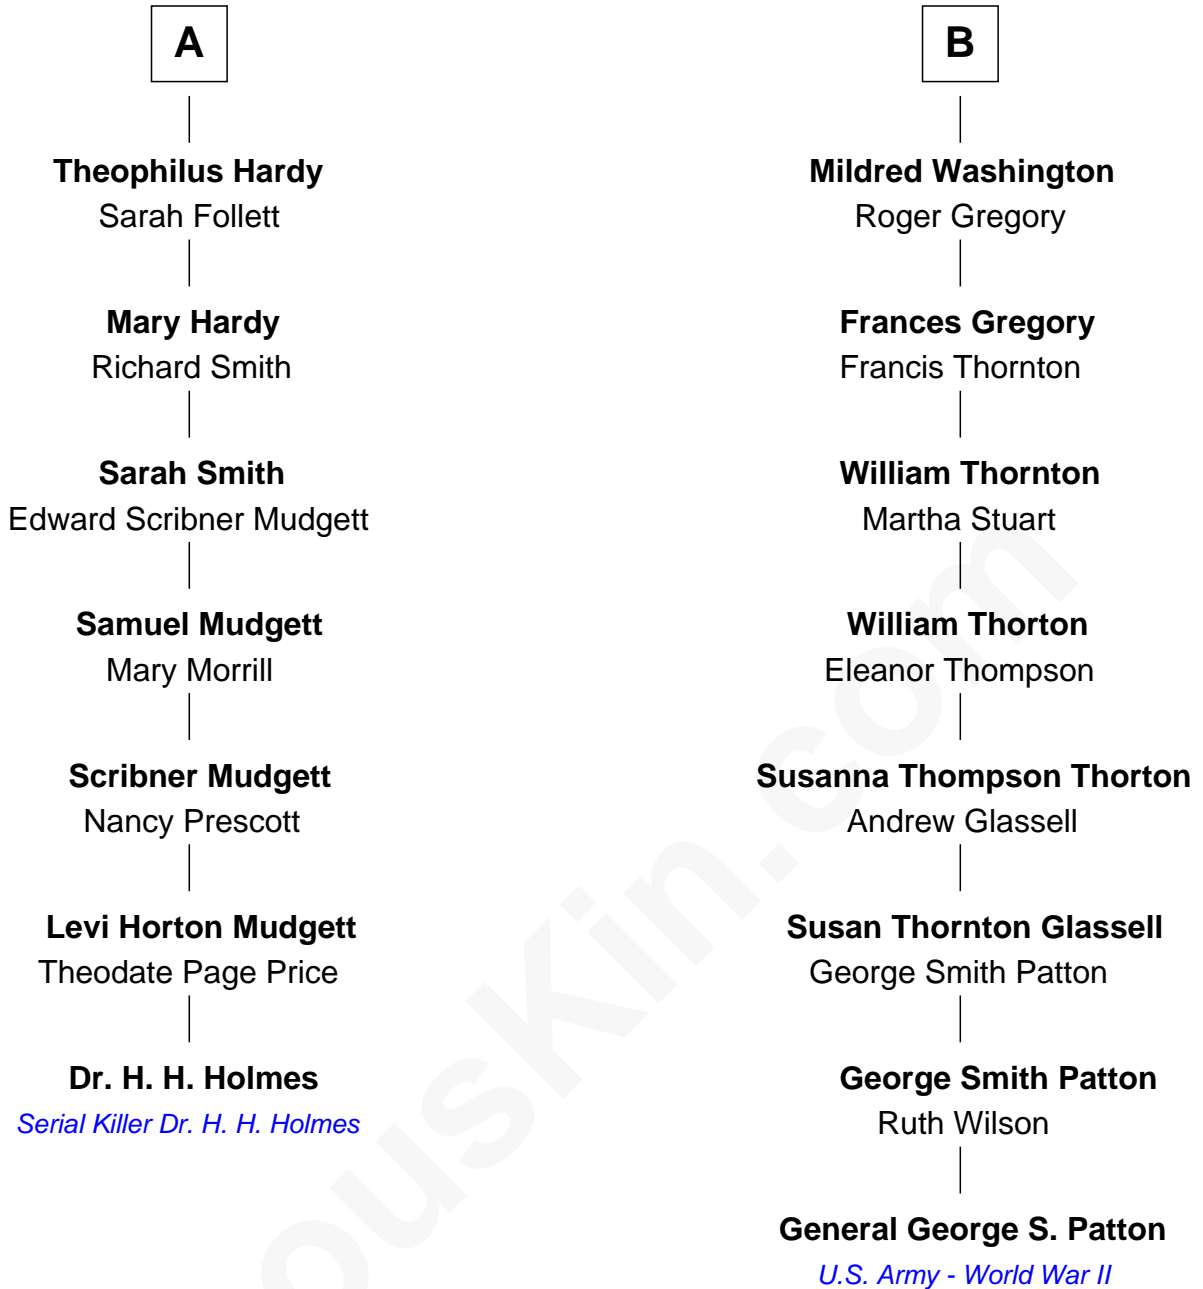 A
Theophilus Hardy
Sarah Follett
Mary Hardy
Richard Smith
Sarah Smith
Edward Scribner Mudgett
Samuel Mudgett
Mary Morrill
Scribner Mudgett
Nancy Prescott
Levi Horton Mudgett
Theodate Page Price
Dr. H. H. Holmes
Serial Killer Dr. H. H. Holmes
B
Mildred Washington
Roger Gregory
Frances Gregory
Francis Thornton
William Thornton
Martha Stuart
William Thorton
Eleanor Thompson
Susanna Thompson Thorton
Andrew Glassell
Susan Thornton Glassell
George Smith Patton
George Smith Patton
Ruth Wilson
General George S. Patton
U.S. Army - World War II
ousKin.com